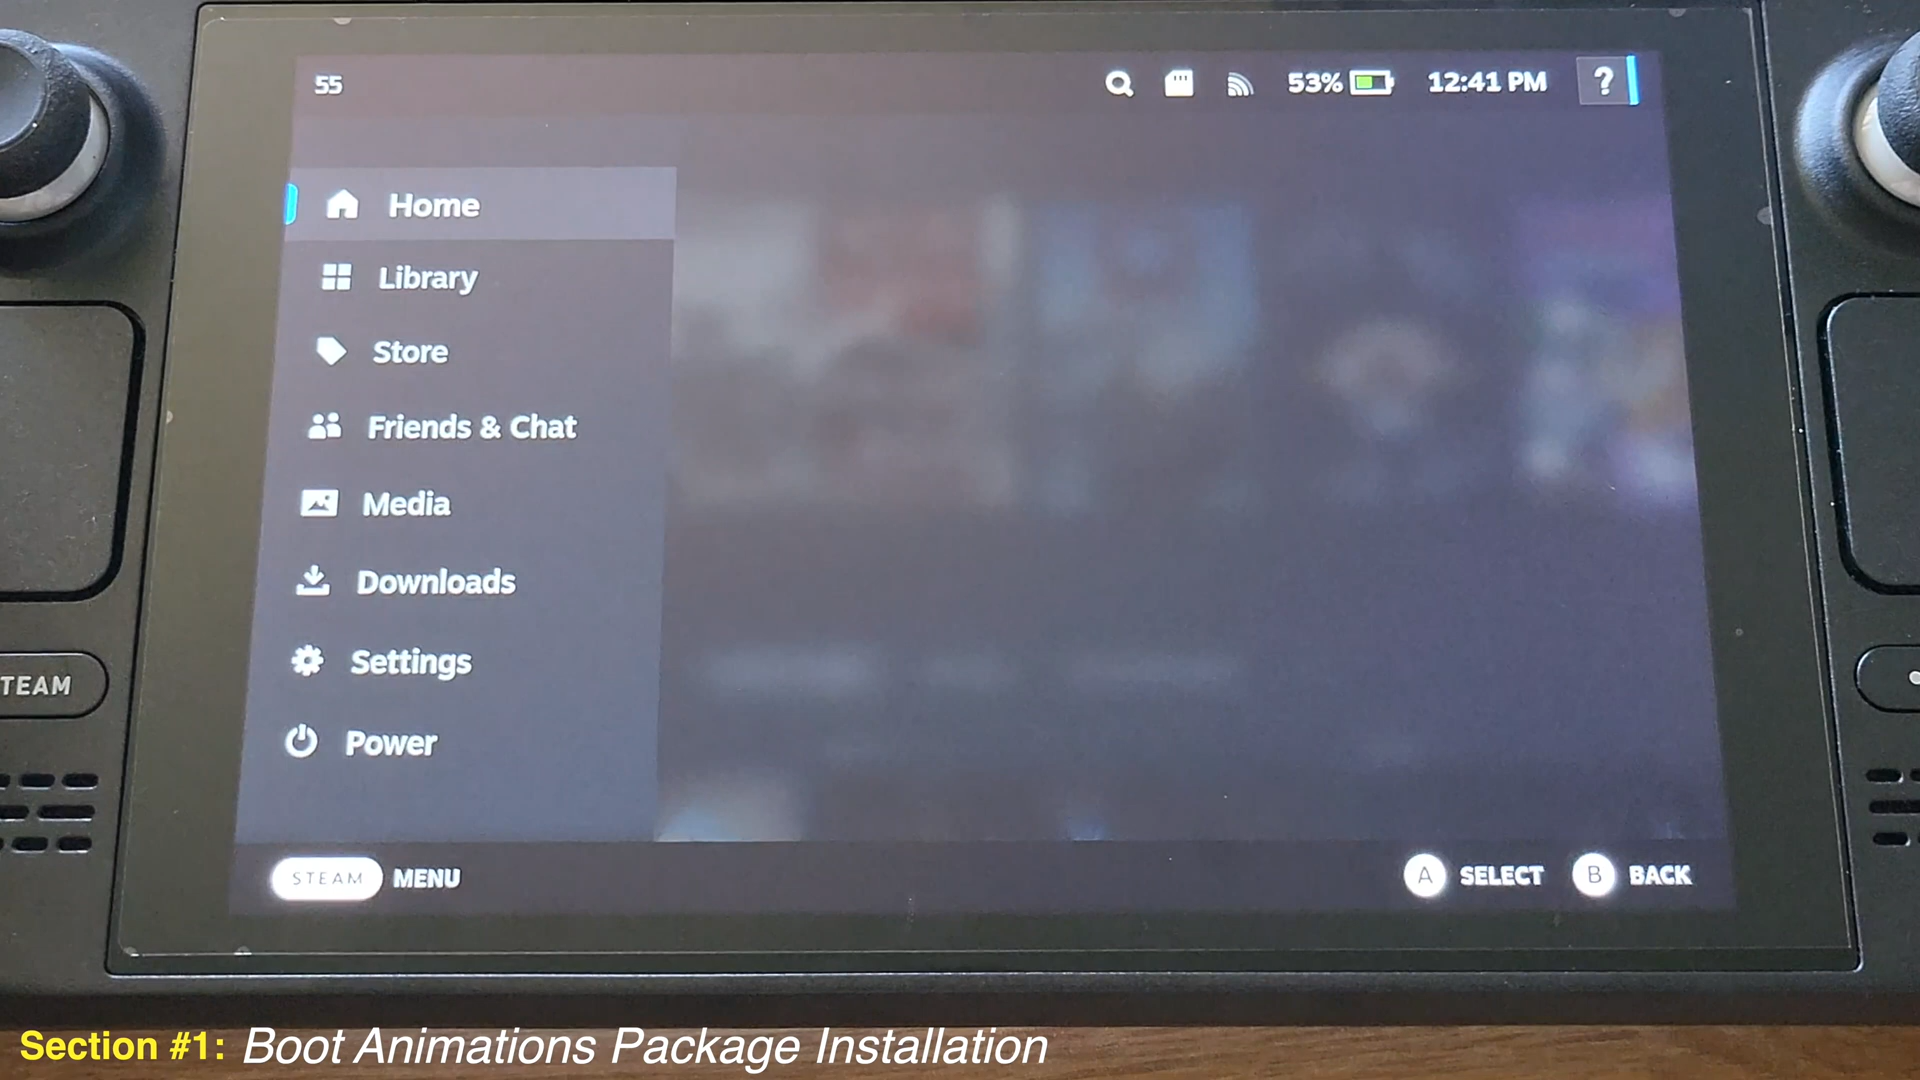 55
53%
12:41 PM
?
Home
Library
Store
Friends & Chat
Media
Downloads
Settings
Power
TEAM
STEAM MENU
A SELECT B BACK
Section #1: Boot Animations Package Installation